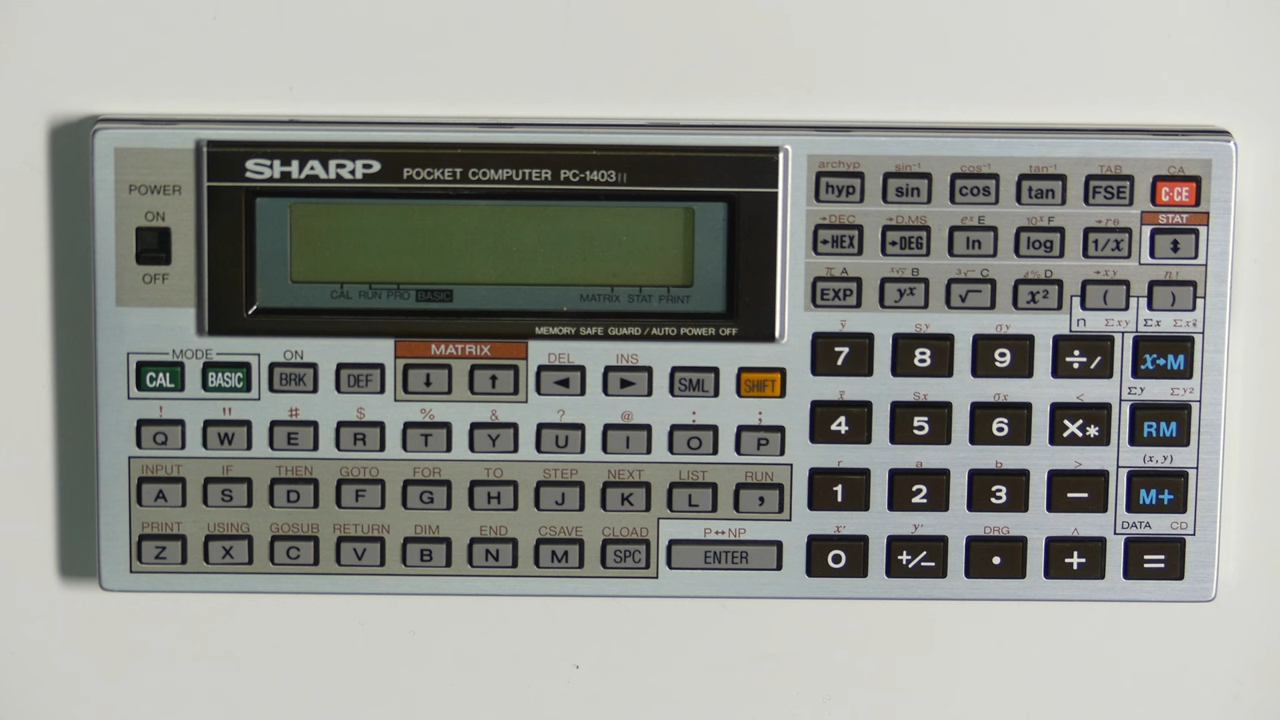 SHARP POCKET COMPUTER PC-1403II
POWER
ON
OFF
CAL RUN PRO BASIC MATRIX STAT PRINT
MEMORY SAFE GUARD / AUTO POWER OFF
MODE ON MATRIX DEL INS
CAL BASIC BRK DEF ↓ ↑ ◄ ► SML SHIFT
! " # $ % & ? @ : ;
Q W E R T Y U I O P
INPUT IF THEN GOTO FOR TO STEP NEXT LIST RUN
A S D F G H J K L ,
PRINT USING GOSUB RETURN DIM END CSAVE CLOAD P↔NP
Z X C V B N M SPC ENTER
archyp sin⁻¹ cos⁻¹ tan⁻¹ TAB CA
hyp sin cos tan FSE C·CE
→DEC →D.MS eˣ E 10ˣ F →rθ STAT
→HEX →DEG ln log 1/x ↕
π A ˣ√y B ³√ C Δ% D →xy n!
EXP yˣ √ x² ( )
n Σxy Σx Σx²
ȳ Sy σy
7 8 9 ÷/ x→M
x̄ Sx σx < Σy Σy²
4 5 6 ×* RM
r a b > (x,y)
1 2 3 − M+
x' y' DRG ^ DATA CD
0 +/− • + =